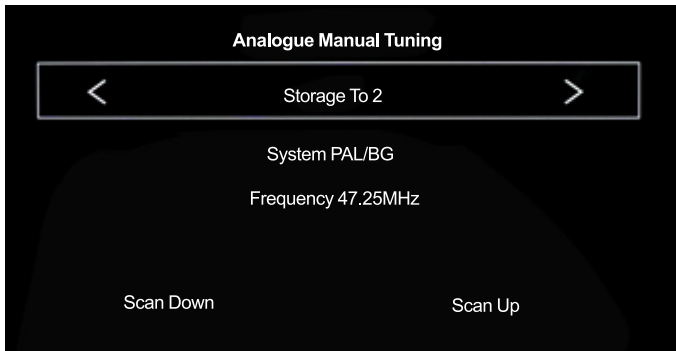 Analogue Manual Tuning
< Storage To 2 >
System PAL/BG
Frequency 47.25MHz
Scan Down Scan Up